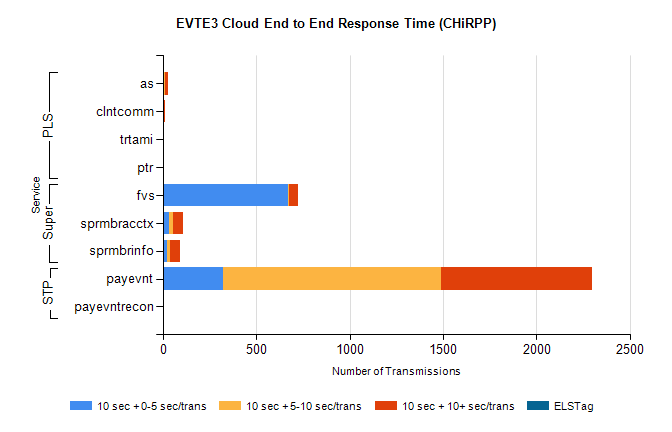 EVTE3 Cloud End to End Response Time (CHiRPP)
Service
PLS
as
clntcomm
trtami
ptr
Super
fvs
sprmbracctx
sprmbrinfo
STP
payevnt
payevntrecon
0 500 1000 1500 2000 2500
Number of Transmissions
10 sec +0-5 sec/trans 10 sec +5-10 sec/trans 10 sec + 10+ sec/trans ELSTag